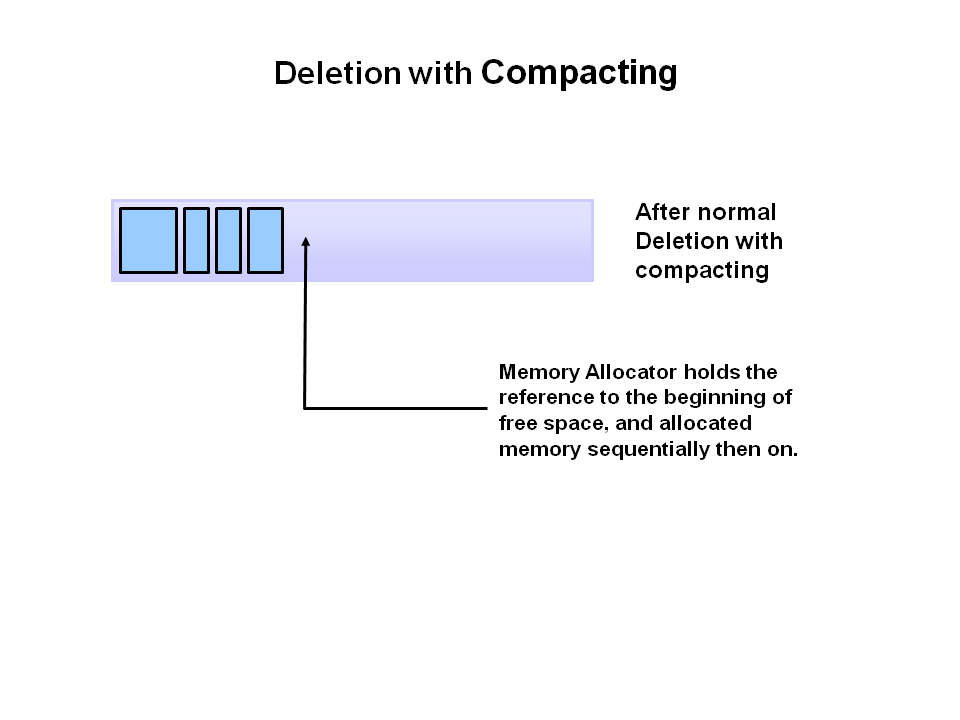 Deletion with Compacting
After normal
Deletion with
compacting
Memory Allocator holds the
reference to the beginning of
free space, and allocated
memory sequentially then on.